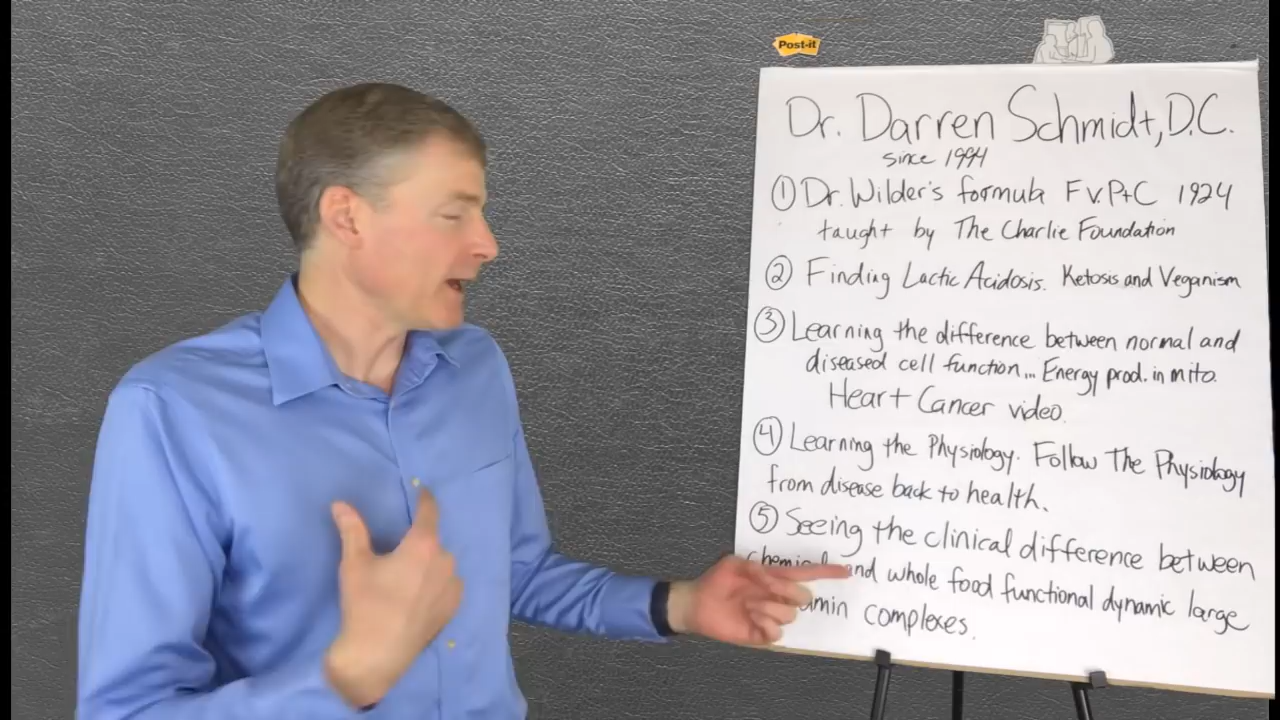 Post-it
Dr. Darren Schmidt, D.C.
since 1994
① Dr. Wilder's formula F v. P+C 1924
taught by The Charlie Foundation
② Finding Lactic Acidosis. Ketosis and Veganism
③ Learning the difference between normal and
diseased cell function... Energy prod. in mito.
Heart Cancer video.
④ Learning the Physiology. Follow The Physiology
from disease back to health.
⑤ Seeing the clinical difference between
and whole food functional dynamic large
complexes.